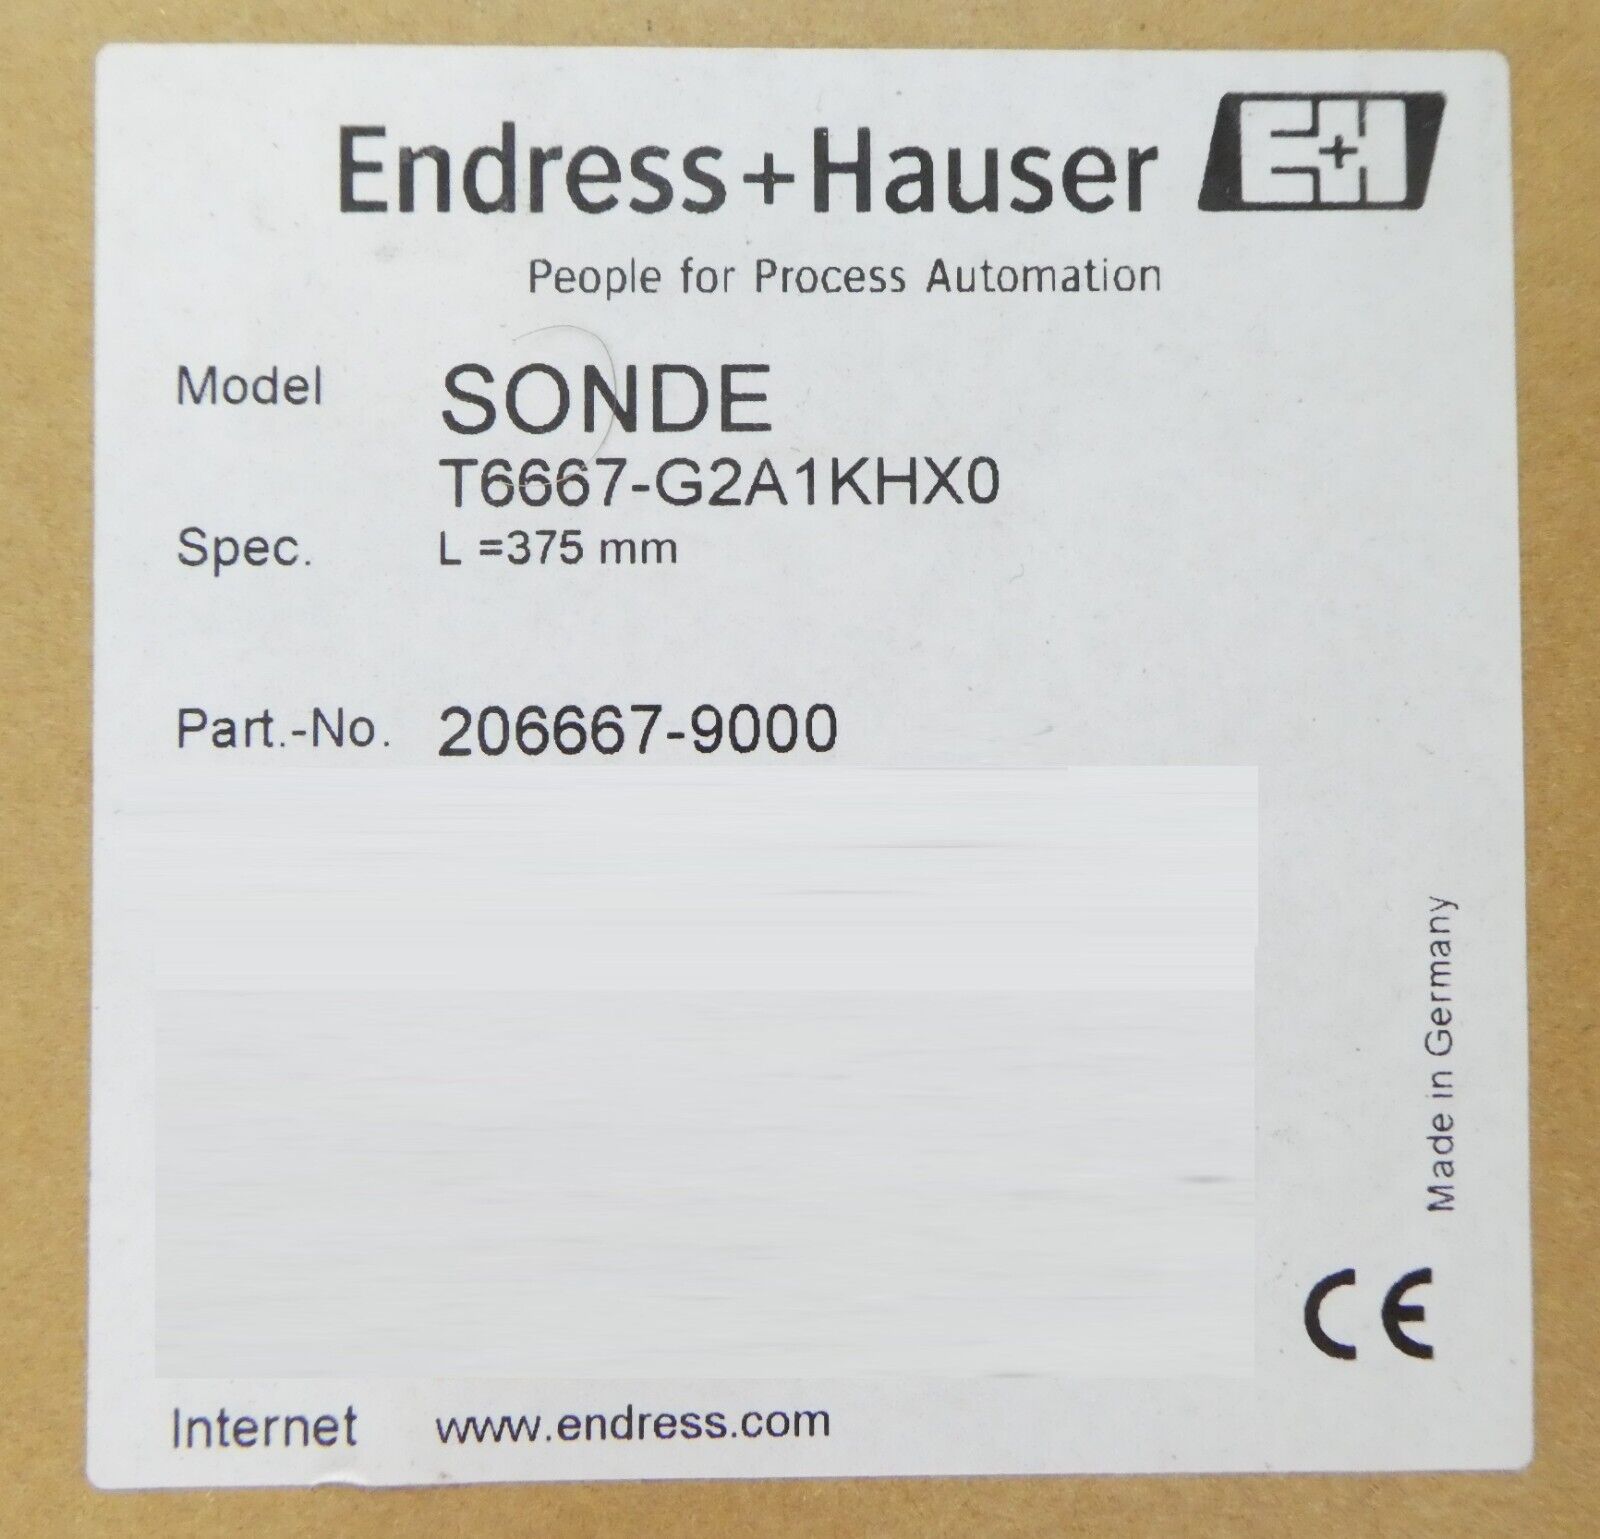 Endress+Hauser E+H
People for Process Automation
Model SONDE
T6667-G2A1KHX0
Spec. L =375 mm
Part.-No. 206667-9000
Made in Germany
CE
Internet www.endress.com